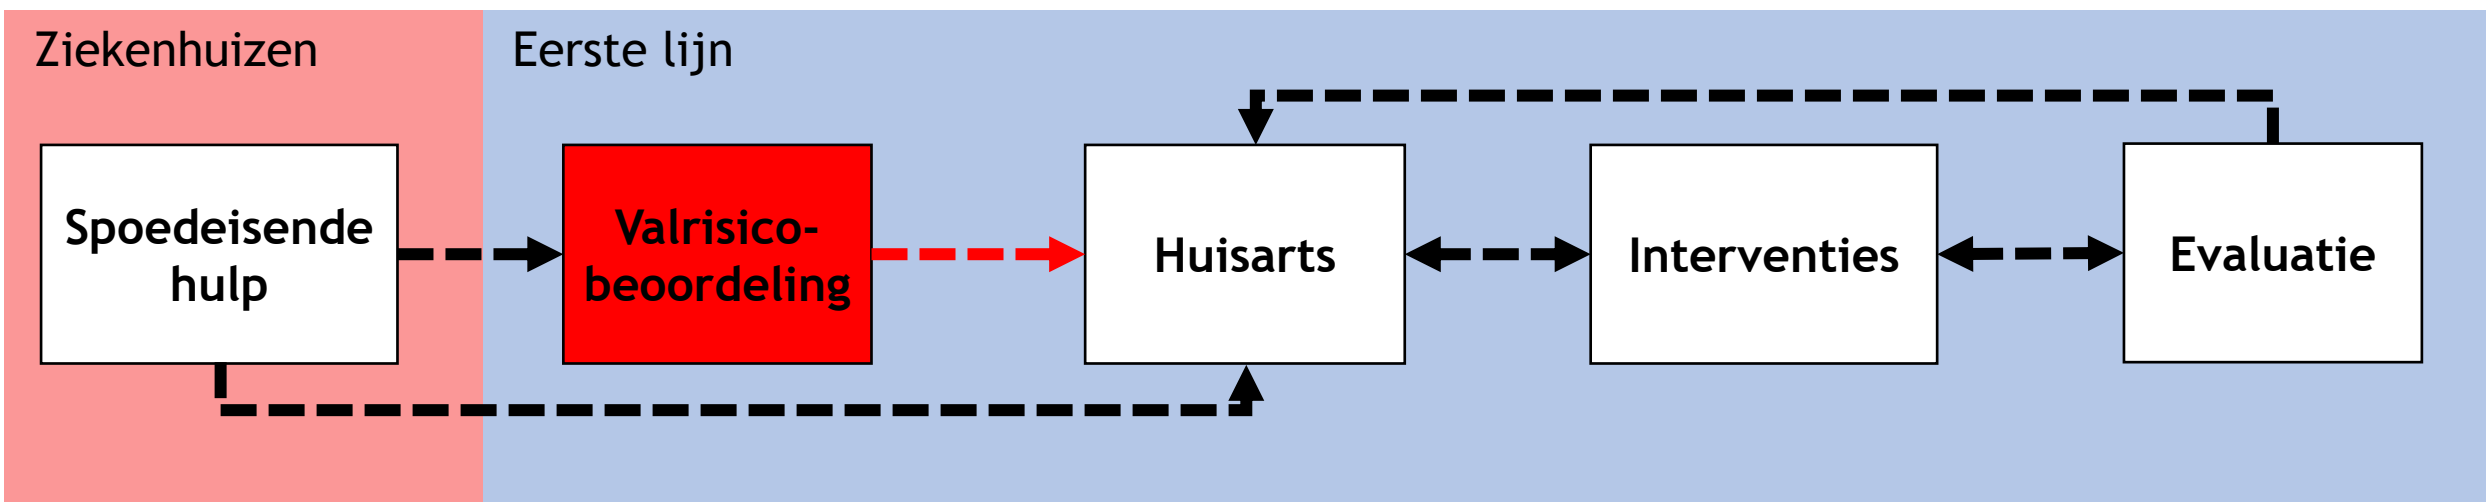 Ziekenhuizen
Eerste lijn
Spoedeisende
hulp
Valrisico-
beoordeling
Huisarts
Interventies
Evaluatie